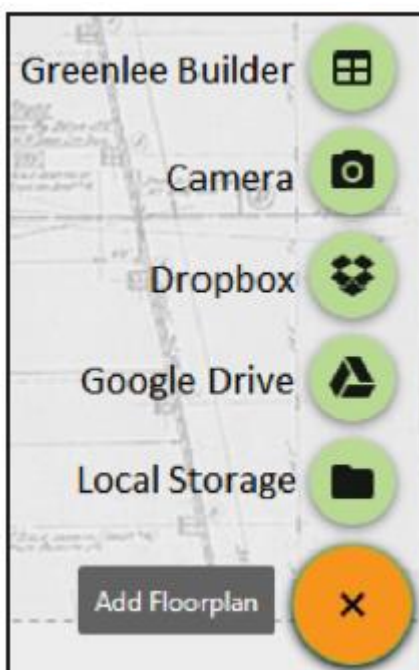 Greenlee Builder
Camera
Dropbox
Google Drive
Local Storage
Add Floorplan